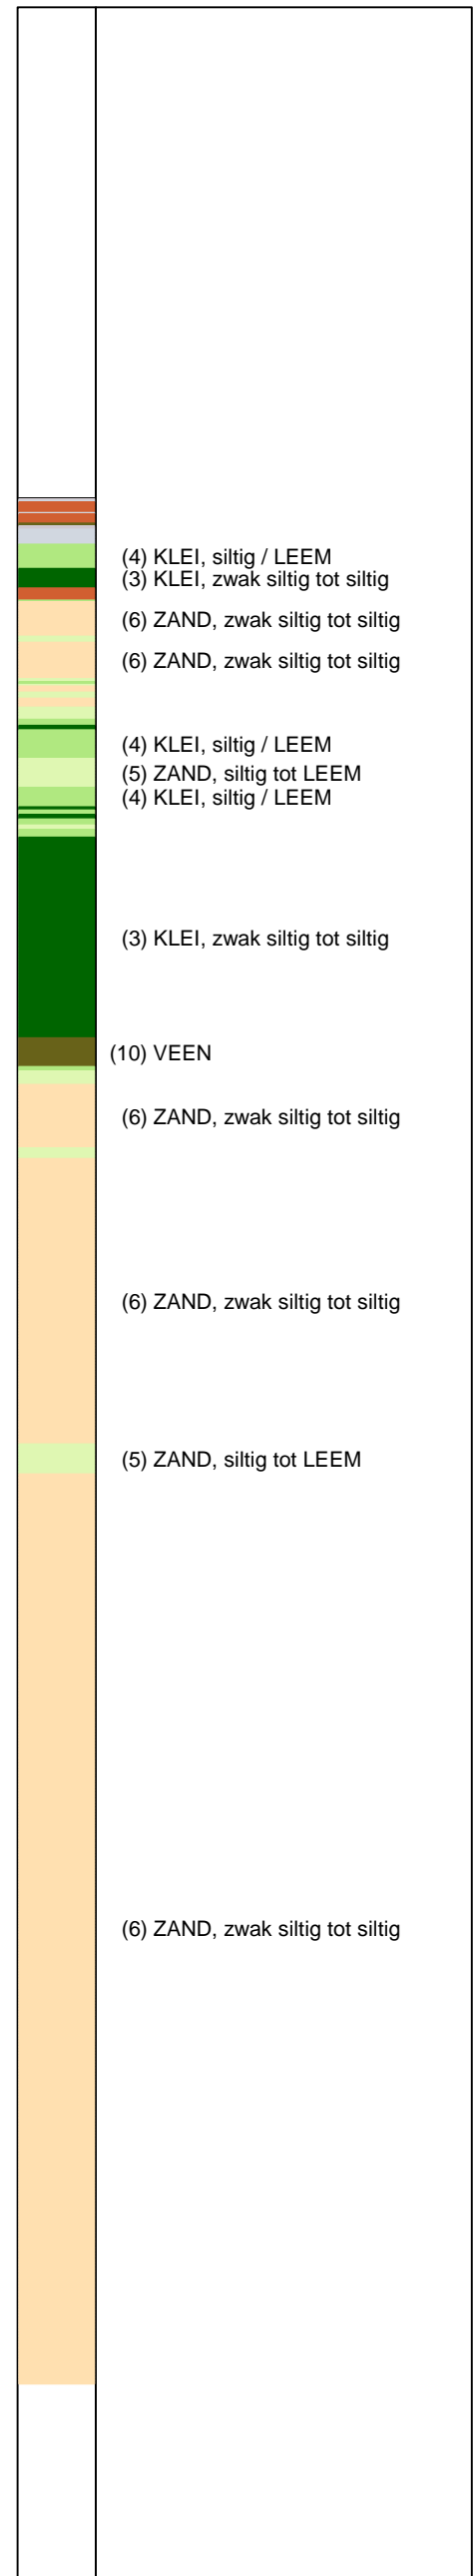 (4) KLEI, siltig / LEEM
(3) KLEI, zwak siltig tot siltig
(6) ZAND, zwak siltig tot siltig
(6) ZAND, zwak siltig tot siltig
(4) KLEI, siltig / LEEM
(5) ZAND, siltig tot LEEM
(4) KLEI, siltig / LEEM
(3) KLEI, zwak siltig tot siltig
(10) VEEN
(6) ZAND, zwak siltig tot siltig
(6) ZAND, zwak siltig tot siltig
(5) ZAND, siltig tot LEEM
(6) ZAND, zwak siltig tot siltig